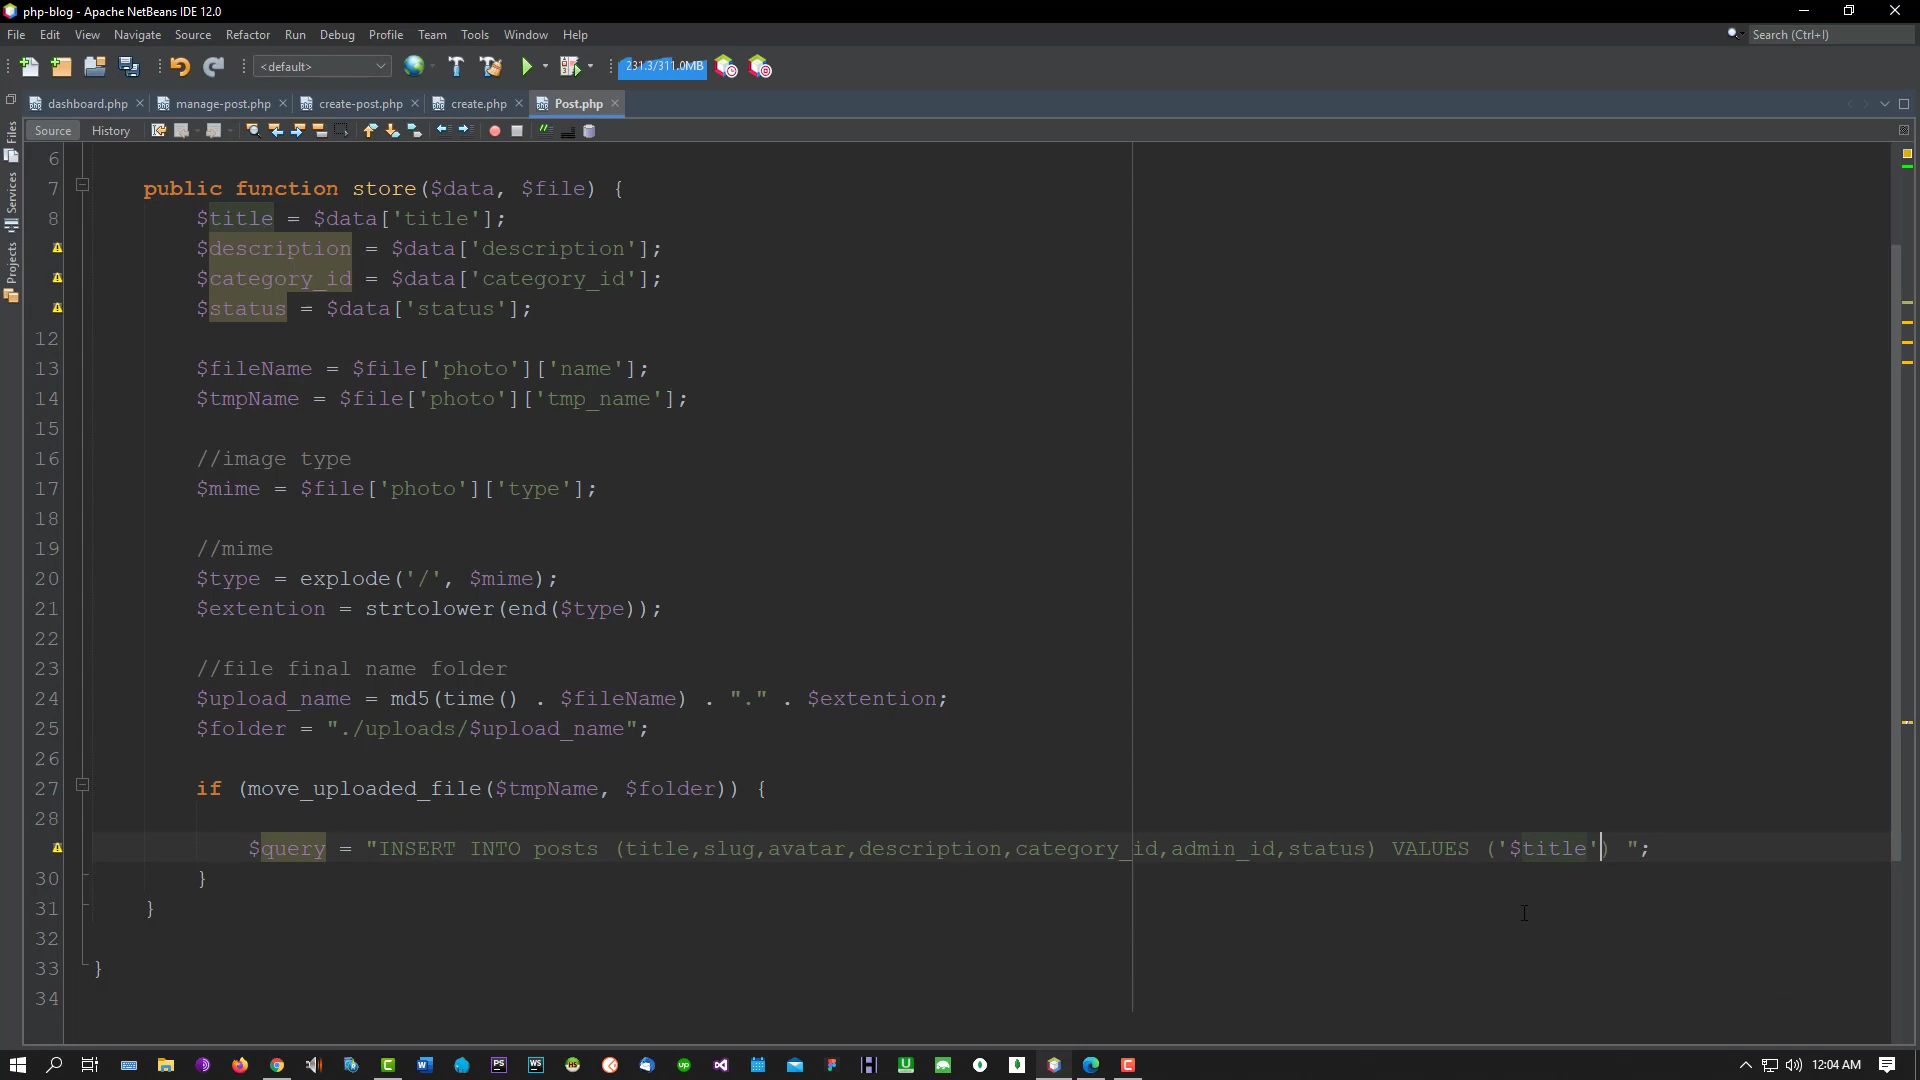 php-blog - Apache NetBeans IDE 12.0
File Edit View Navigate Source Refactor Run Debug Profile Team Tools Window Help
Search (Ctrl+I)
<default>
231.3/311.0MB
dashboard.php manage-post.php create-post.php create.php Post.php
Source History
Files
Services
Projects
6
7 public function store($data, $file) {
8 $title = $data['title'];
$description = $data['description'];
$category_id = $data['category_id'];
$status = $data['status'];
12
13 $fileName = $file['photo']['name'];
14 $tmpName = $file['photo']['tmp_name'];
15
16 //image type
17 $mime = $file['photo']['type'];
18
19 //mime
20 $type = explode('/', $mime);
21 $extention = strtolower(end($type));
22
23 //file final name folder
24 $upload_name = md5(time() . $fileName) . "." . $extention;
25 $folder = "./uploads/$upload_name";
26
27 if (move_uploaded_file($tmpName, $folder)) {
28
$query = "INSERT INTO posts (title,slug,avatar,description,category_id,admin_id,status) VALUES ('$title') ";
30 }
31 }
32
33 }
34
12:04 AM